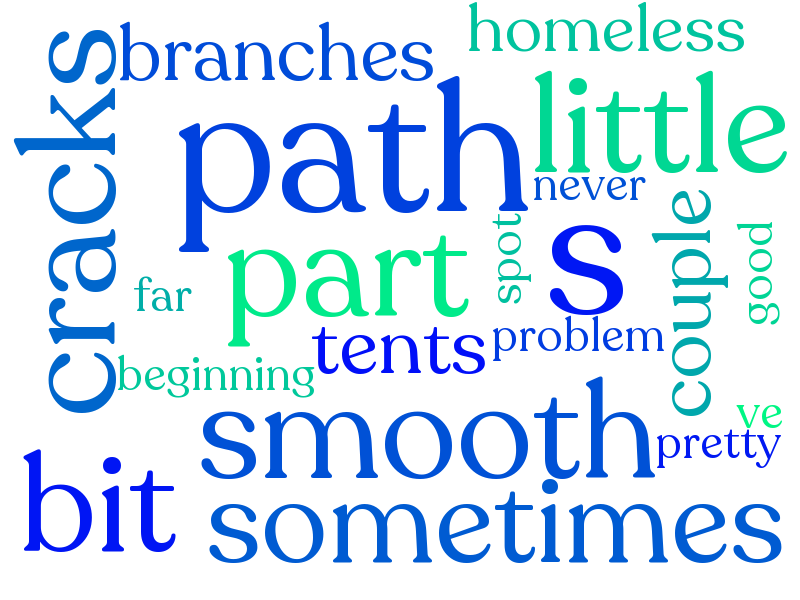 homeless
branches
cracks
little
path
never
couple
spot
s
good
part
far
tents
problem
beginning
smooth
ve
pretty
bit
sometimes